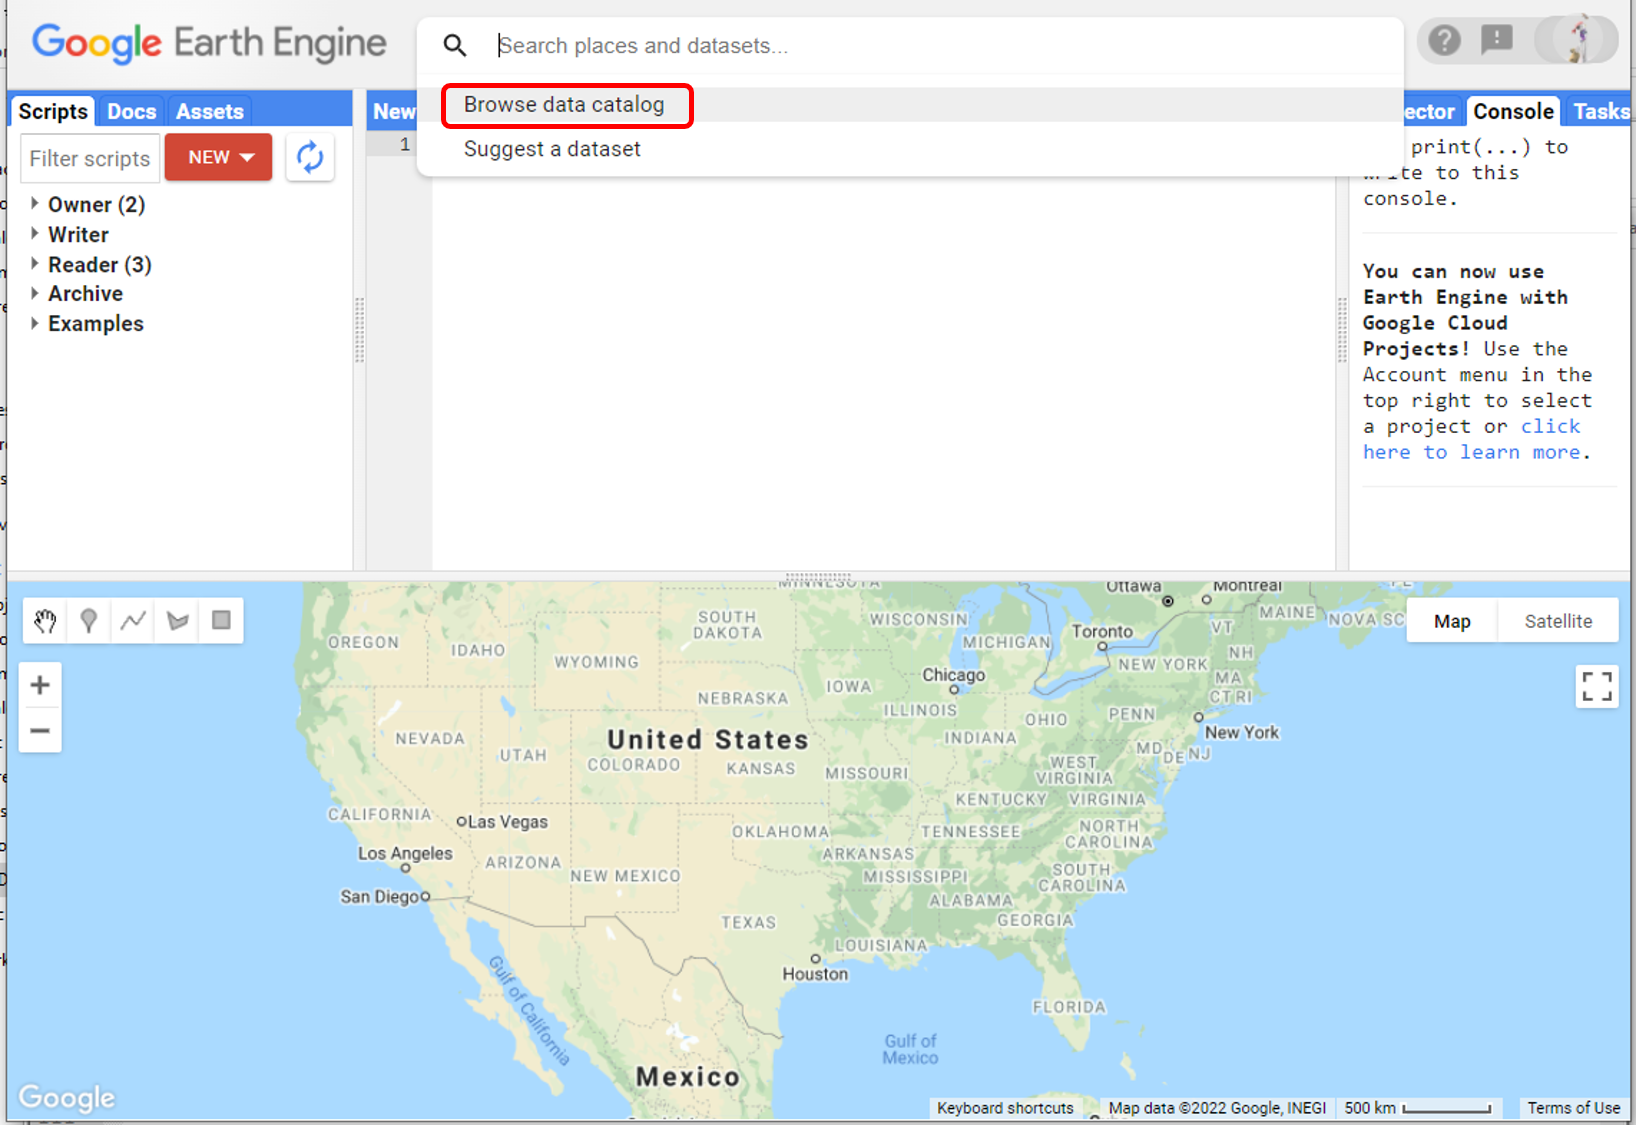 Google Earth Engine
Search places and datasets...
Browse data catalog
Suggest a dataset
Scripts
Docs
Assets
New
ector
Console
Tasks
Filter scripts
NEW
1
print(...) to
write to this
console.
Owner (2)
Writer
Reader (3)
Archive
Examples
You can now use
Earth Engine with
Google Cloud
Projects! Use the
Account menu in the
top right to select
a project or click
here to learn more.
Map
Satellite
MINNESOTA
Ottawa
Montreal
MAINE
NOVA SC
OREGON
IDAHO
WYOMING
SOUTH
DAKOTA
WISCONSIN
MICHIGAN
Toronto
VT
NH
NEW YORK
MA
CT RI
Chicago
NEBRASKA
IOWA
ILLINOIS
INDIANA
OHIO
PENN
New York
NEVADA
UTAH
United States
COLORADO
KANSAS
MISSOURI
WEST
VIRGINIA
MD
DE
NJ
KENTUCKY
VIRGINIA
CALIFORNIA
Las Vegas
OKLAHOMA
TENNESSEE
NORTH
CAROLINA
Los Angeles
ARIZONA
NEW MEXICO
ARKANSAS
MISSISSIPPI
SOUTH
CAROLINA
San Diego
TEXAS
ALABAMA
GEORGIA
LOUISIANA
Houston
FLORIDA
Gulf of California
Gulf of
Mexico
Mexico
Google
Keyboard shortcuts
Map data ©2022 Google, INEGI
500 km
Terms of Use